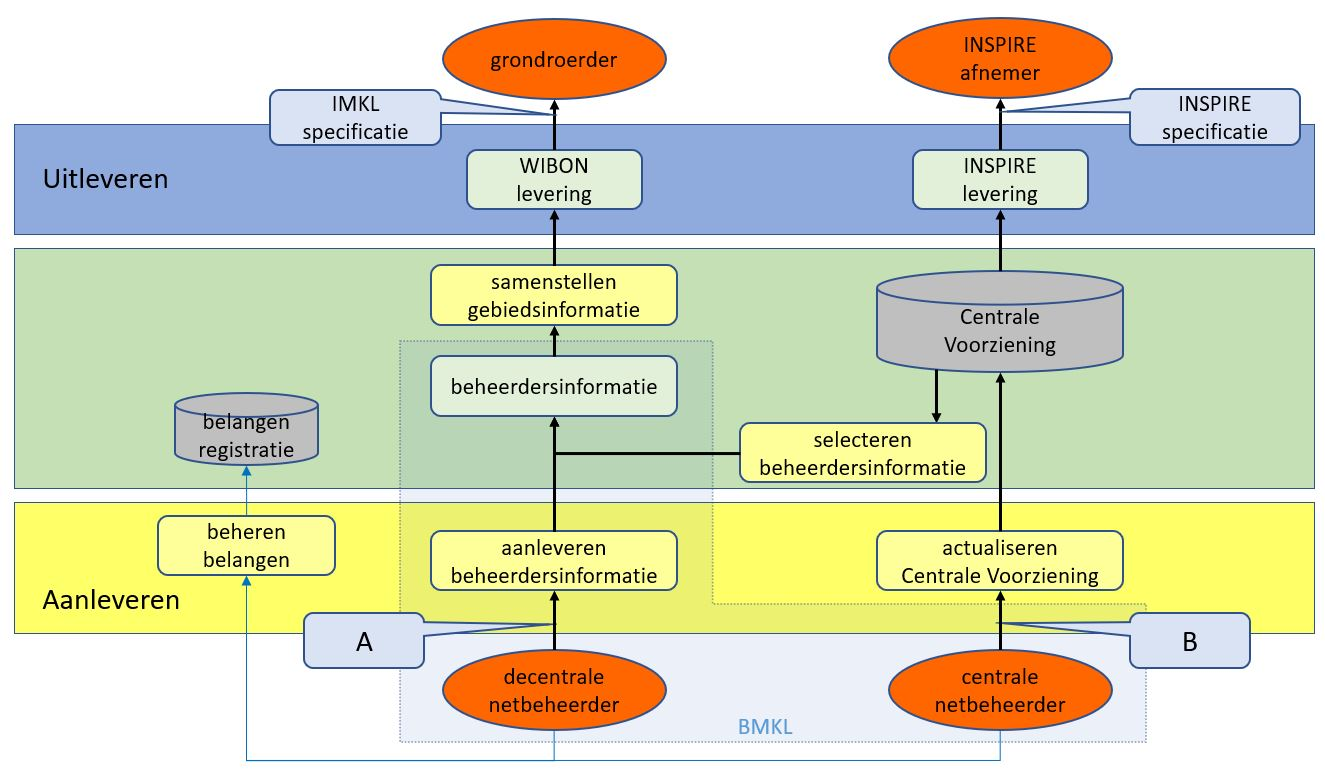 grondroerder
INSPIRE
afnemer
IMKL
specificatie
INSPIRE
specificatie
Uitleveren
WIBON
levering
INSPIRE
levering
samenstellen
gebiedsinformatie
Centrale
Voorziening
beheerdersinformatie
belangen
registratie
selecteren
beheerdersinformatie
beheren
belangen
aanleveren
beheerdersinformatie
actualiseren
Centrale Voorziening
Aanleveren
A
B
decentrale
netbeheerder
centrale
netbeheerder
BMKL